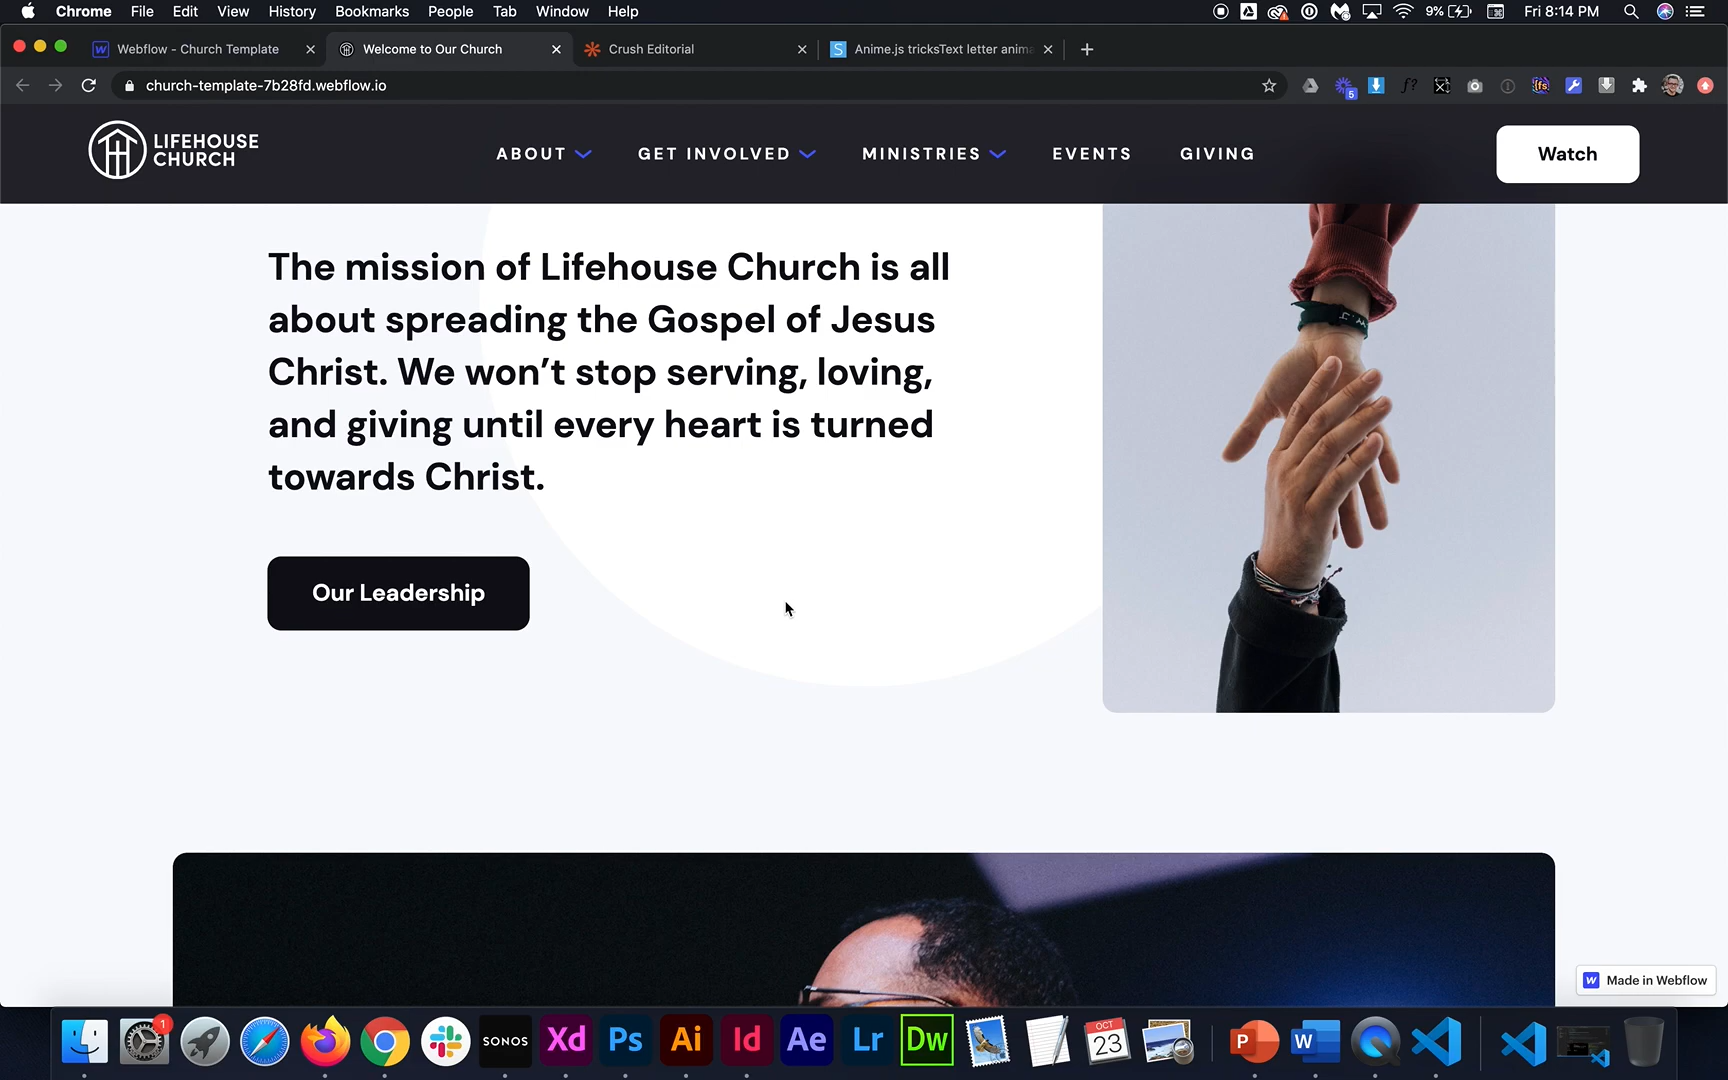 Chrome File Edit View History Bookmarks People Tab Window Help 9% Fri 8:14 PM
Webflow - Church Template Welcome to Our Church Crush Editorial Anime.js tricksText letter anima
church-template-7b28fd.webflow.io
5
LIFEHOUSE
CHURCH
ABOUT GET INVOLVED MINISTRIES EVENTS GIVING Watch
The mission of Lifehouse Church is all
about spreading the Gospel of Jesus
Christ. We won’t stop serving, loving,
and giving until every heart is turned
towards Christ.
Our Leadership
Made in Webflow
1
SONOS Xd Ps Ai Id Ae Lr Dw
OCT
23
P W